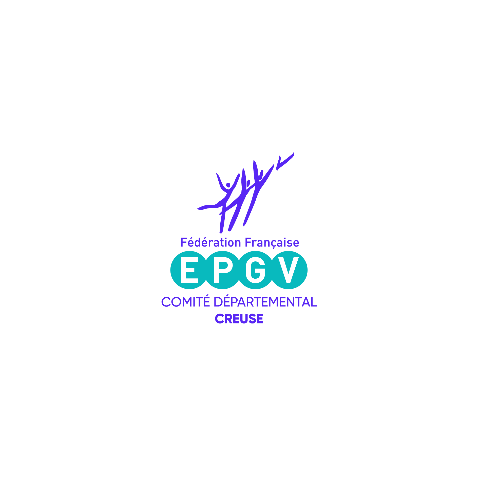 Fédération Française
EPGV
COMITÉ DÉPARTEMENTAL
CREUSE